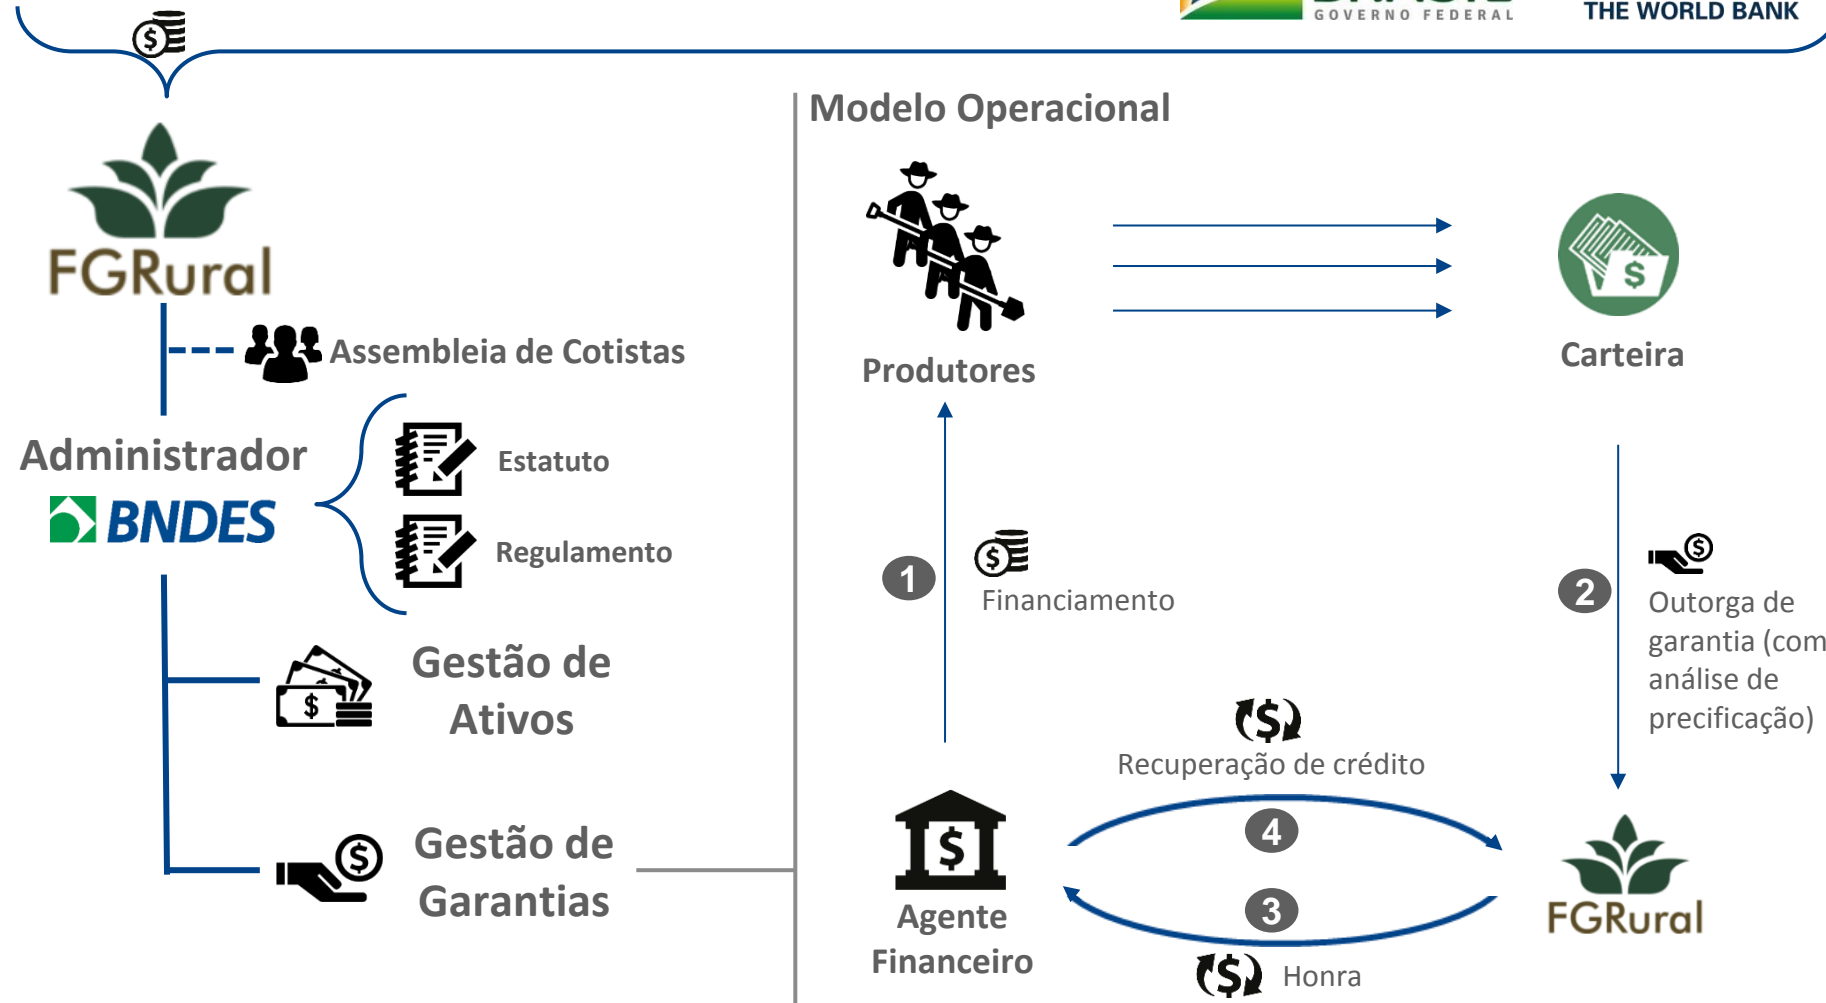 GOVERNO FEDERAL
THE WORLD BANK
FGRural
Assembleia de Cotistas
Administrador
BNDES
Estatuto
Regulamento
Gestão de
Ativos
Gestão de
Garantias
Modelo Operacional
Produtores
Carteira
1
Financiamento
2
Outorga de
garantia (com
análise de
precificação)
Recuperação de crédito
4
Agente
Financeiro
3
Honra
FGRural